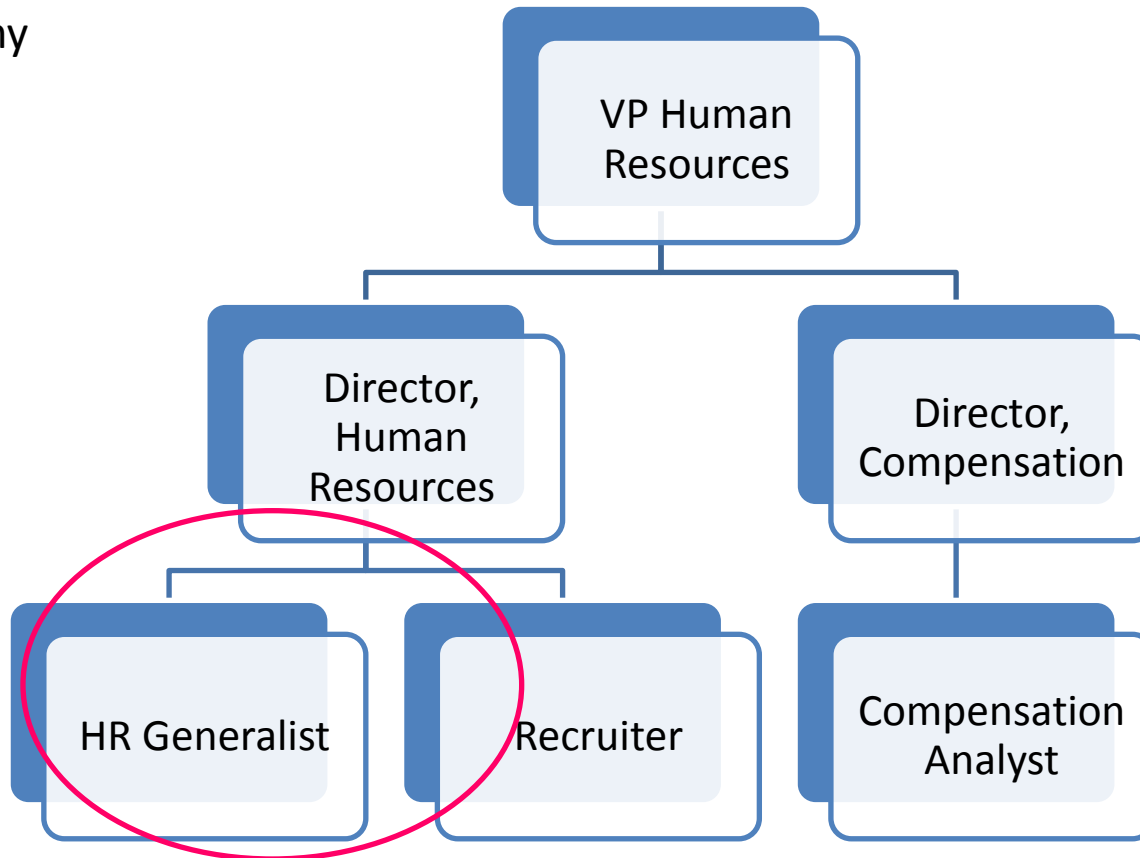 ny
VP Human
Resources
Director,
Human
Resources
Director,
Compensation
HR Generalist
Recruiter
Compensation
Analyst